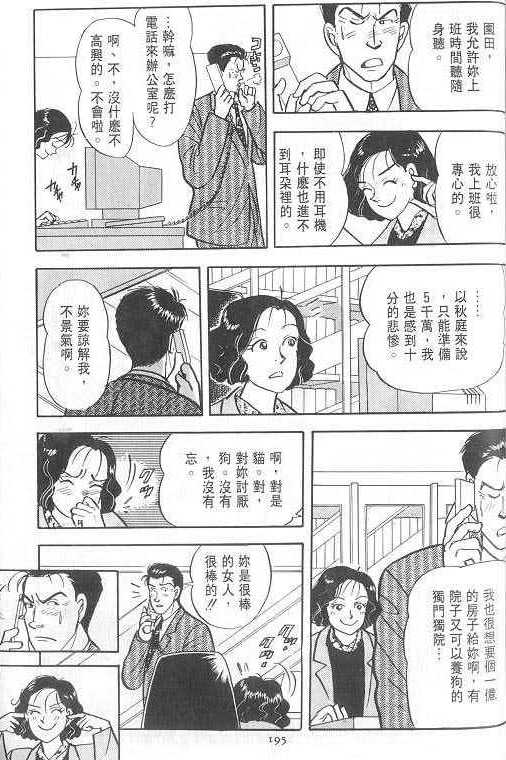 園田，
我允許妳上
班時間聽隨
身聽。
…幹嘛，怎麼打
電話來辦公室呢？
啊、不，沒什麼不
高興的。不會啦。
放心啦，
我上班很
專心的。
即使不用耳機
，什麼也進不
到耳朵裡的。
……
以秋庭來說
，只能準備
5千萬，我
也是感到十
分的悲慘。
妳要諒解我，
不景氣啊。
我也很想要個一億
的房子給妳啊，有
院子又可以養狗的
獨門獨院…
啊，對是
貓。對，
對妳討厭
狗。我沒有
忘。
妳是很棒
的女人，
很棒的!!
195